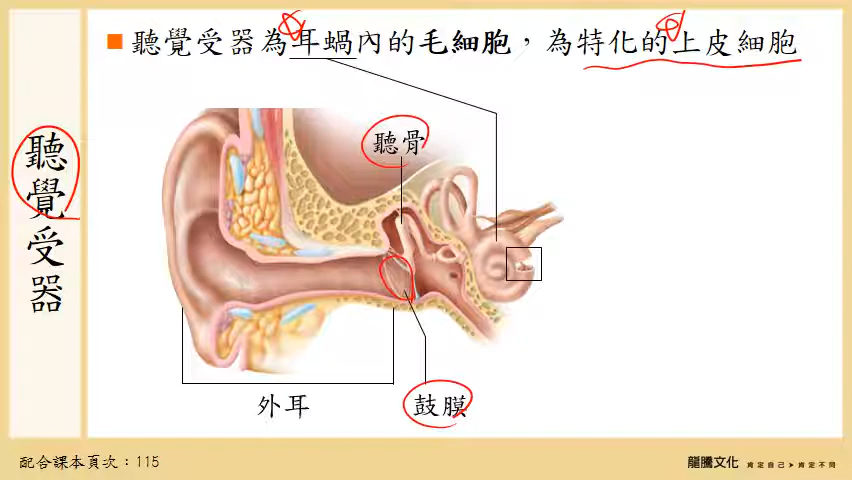 聽覺受器為耳蝸內的毛細胞，為特化的上皮細胞
聽覺受器
聽骨
外耳
鼓膜
配合課本頁次：115
龍騰文化 肯定自己➤肯定不同